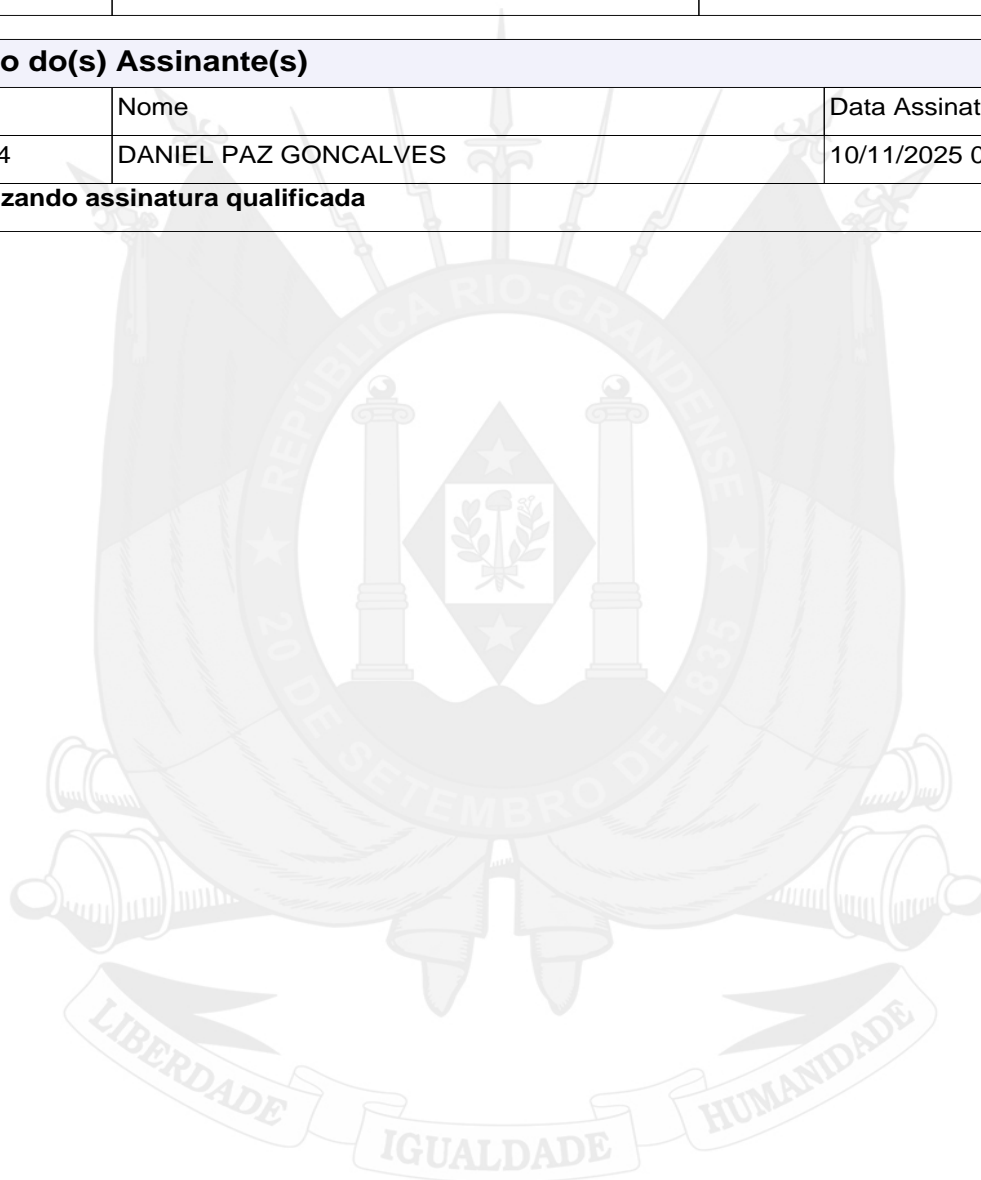 o do(s) Assinante(s)
Nome
Data Assinat
4
DANIEL PAZ GONCALVES
10/11/2025 0
zando assinatura qualificada
REPÚBLICA RIO-GRANDENSE
20 DE SETEMBRO DE 1835
LIBERDADE
IGUALDADE
HUMANIDADE